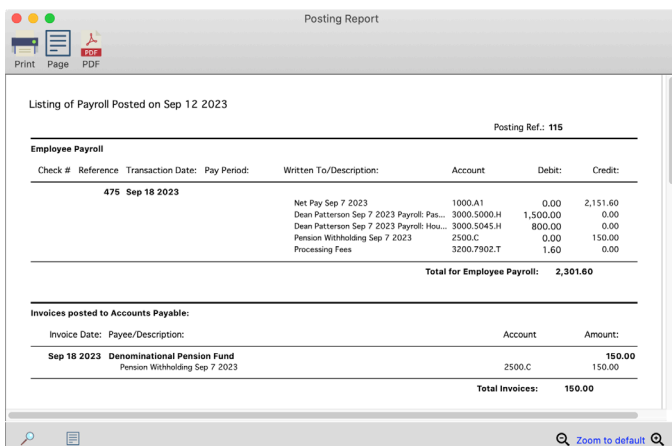 Posting Report
PDF
Print Page PDF
Listing of Payroll Posted on Sep 12 2023
Posting Ref.: 115
Employee Payroll
Check # Reference Transaction Date: Pay Period: Written To/Description: Account Debit: Credit:
475 Sep 18 2023
Net Pay Sep 7 2023 1000.A1 0.00 2,151.60
Dean Patterson Sep 7 2023 Payroll: Pas... 3000.5000.H 1,500.00 0.00
Dean Patterson Sep 7 2023 Payroll: Hou... 3000.5045.H 800.00 0.00
Pension Withholding Sep 7 2023 2500.C 0.00 150.00
Processing Fees 3200.7902.T 1.60 0.00
Total for Employee Payroll: 2,301.60
Invoices posted to Accounts Payable:
Invoice Date: Payee/Description: Account Amount:
Sep 18 2023 Denominational Pension Fund 150.00
Pension Withholding Sep 7 2023 2500.C 150.00
Total Invoices: 150.00
Zoom to default